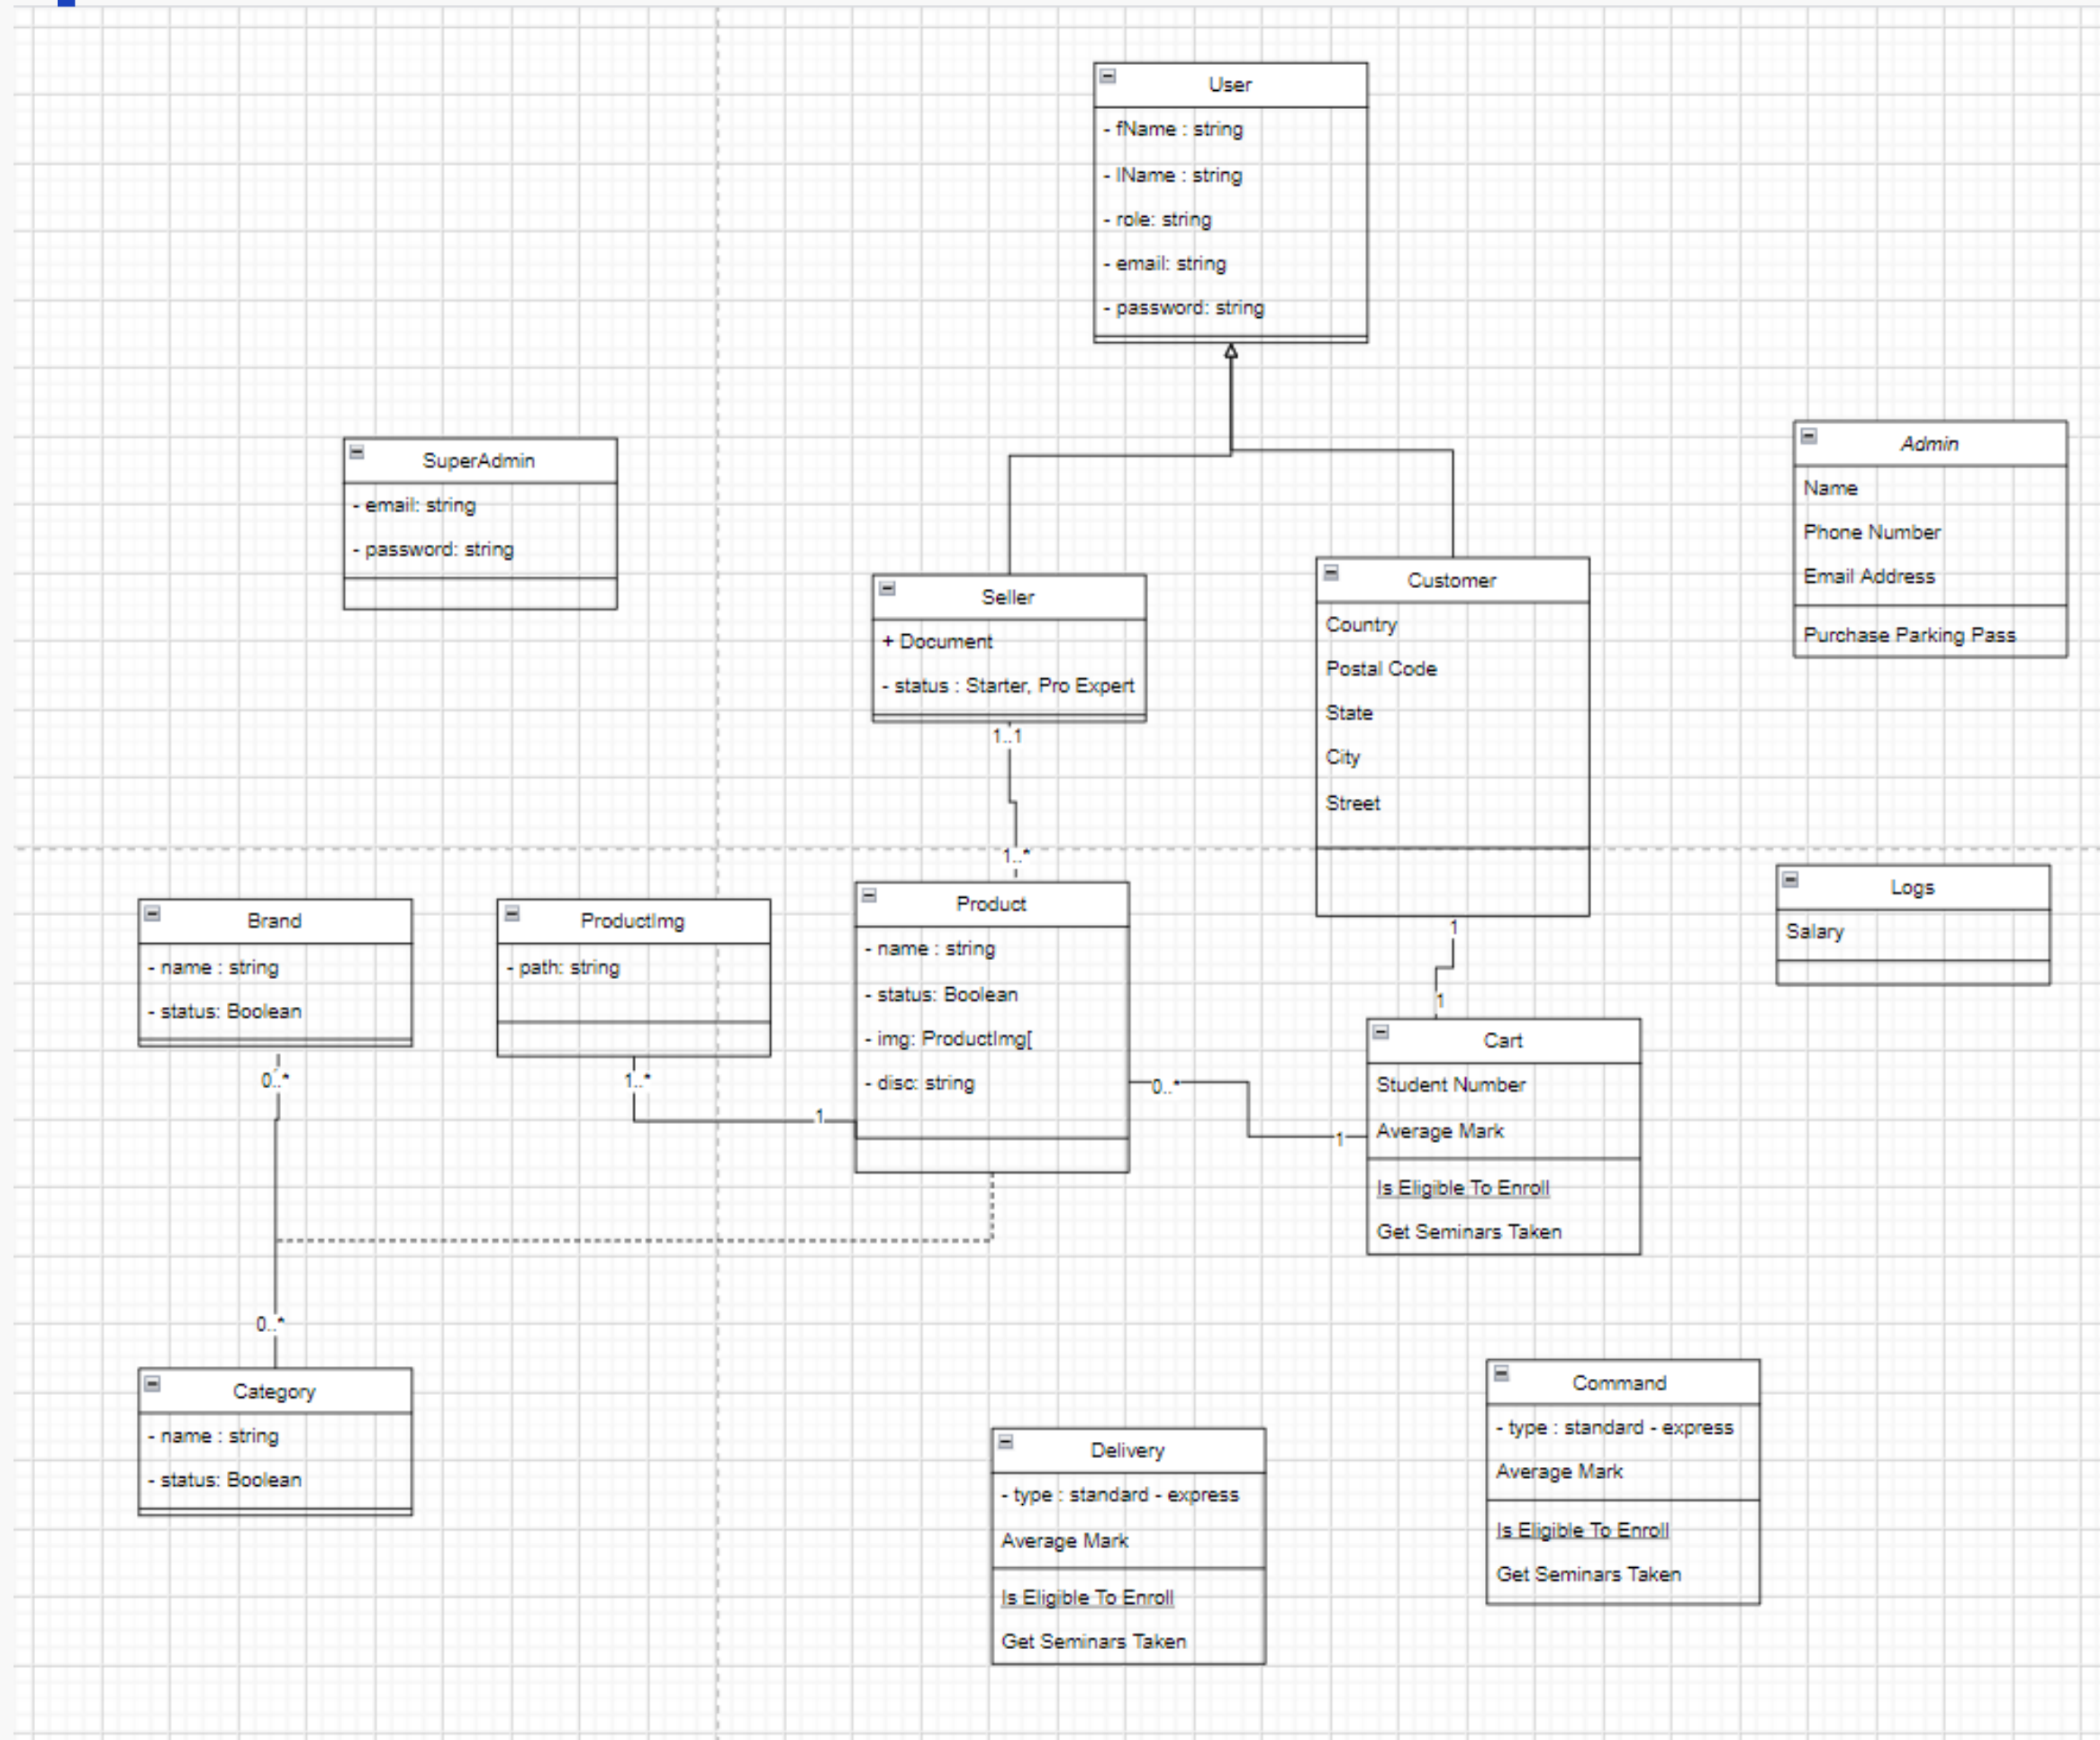 User
- fName : string
- lName : string
- role: string
- email: string
- password: string
SuperAdmin
- email: string
- password: string
Admin
Name
Phone Number
Email Address
Purchase Parking Pass
Seller
+ Document
- status : Starter, Pro Expert
1..1
1..*
Customer
Country
Postal Code
State
City
Street
1
1
Logs
Salary
Brand
- name : string
- status: Boolean
0..*
ProductImg
- path: string
1..*
1
Product
- name : string
- status: Boolean
- img: ProductImg[
- disc: string
0..*
1
Cart
Student Number
Average Mark
Is Eligible To Enroll
Get Seminars Taken
0..*
Category
- name : string
- status: Boolean
Delivery
- type : standard - express
Average Mark
Is Eligible To Enroll
Get Seminars Taken
Command
- type : standard - express
Average Mark
Is Eligible To Enroll
Get Seminars Taken